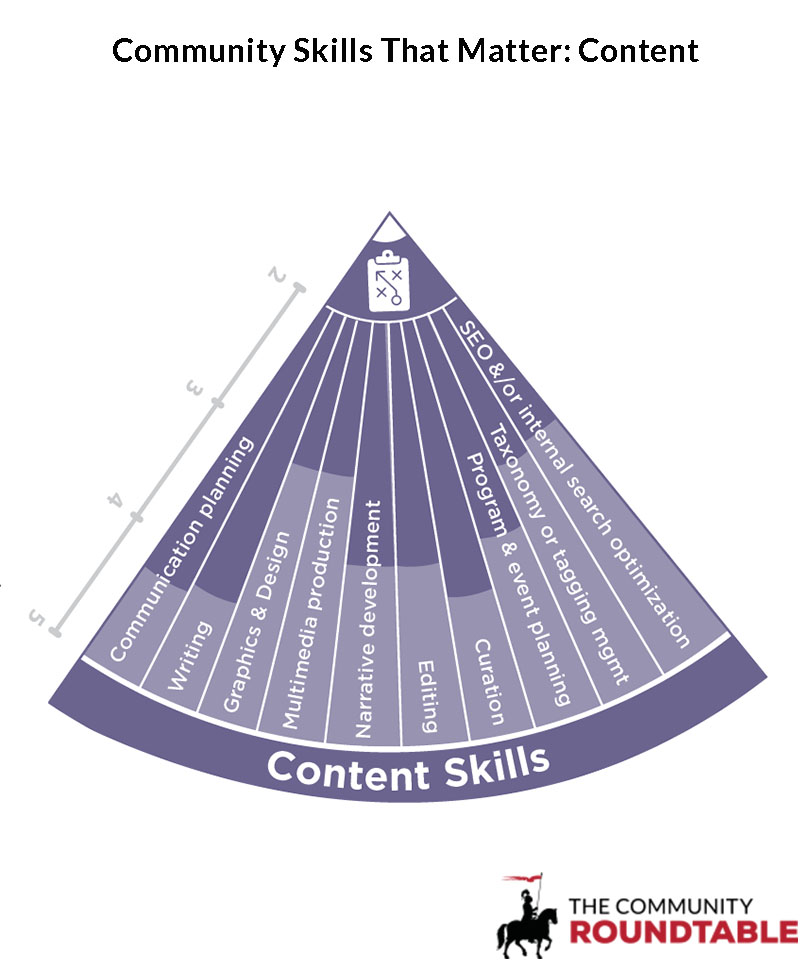 Community Skills That Matter: Content
2
3
4
5
Communication planning
Writing
Graphics & Design
Multimedia production
Narrative development
Editing
Curation
Program & event planning
Taxonomy or tagging mgmt
SEO &/or internal search optimization
Content Skills
THE COMMUNITY
ROUNDTABLE